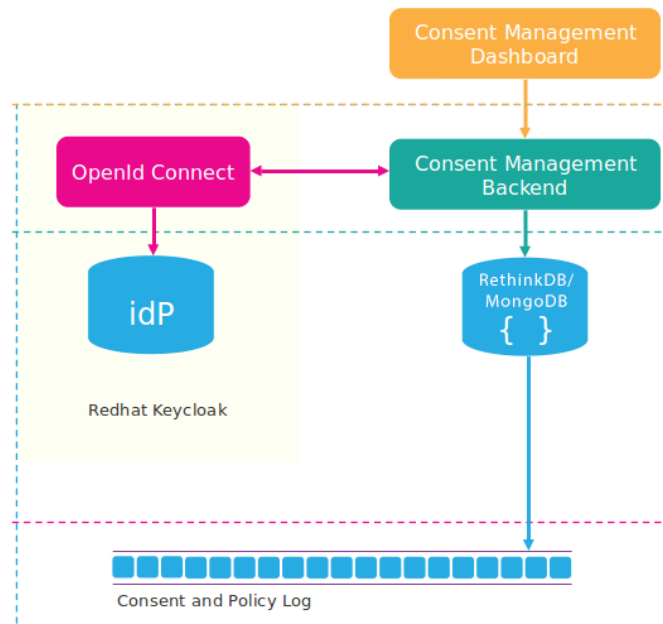 Consent Management
Dashboard
OpenId Connect
Consent Management
Backend
idP
RethinkDB/
MongoDB
{ }
Redhat Keycloak
Consent and Policy Log